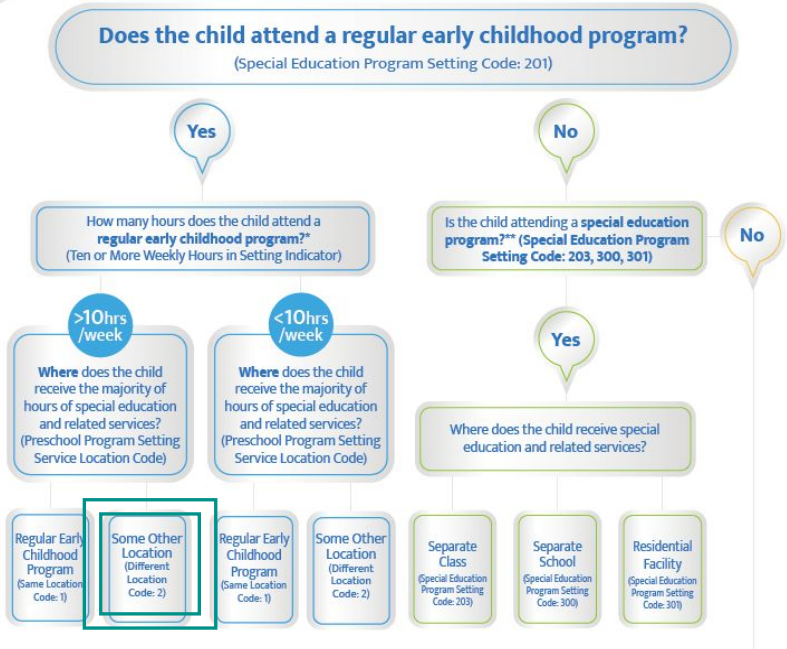 Does the child attend a regular early childhood program?
(Special Education Program Setting Code: 201)
Yes
No
How many hours does the child attend a
regular early childhood program?*
(Ten or More Weekly Hours in Setting Indicator)
Is the child attending a special education
program?** (Special Education Program
Setting Code: 203, 300, 301)
No
>10hrs
/week
<10hrs
/week
Yes
Where does the child
receive the majority of
hours of special education
and related services?
(Preschool Program Setting
Service Location Code)
Where does the child
receive the majority of
hours of special education
and related services?
(Preschool Program Setting
Service Location Code)
Where does the child receive special
education and related services?
Regular Early
Childhood
Program
(Same Location
Code: 1)
Some Other
Location
(Different
Location
Code: 2)
Regular Early
Childhood
Program
(Same Location
Code: 1)
Some Other
Location
(Different
Location
Code: 2)
Separate
Class
(Special Education
Program Setting
Code: 203)
Separate
School
(Special Education
Program Setting
Code: 300)
Residential
Facility
(Special Education
Program Setting
Code: 301)